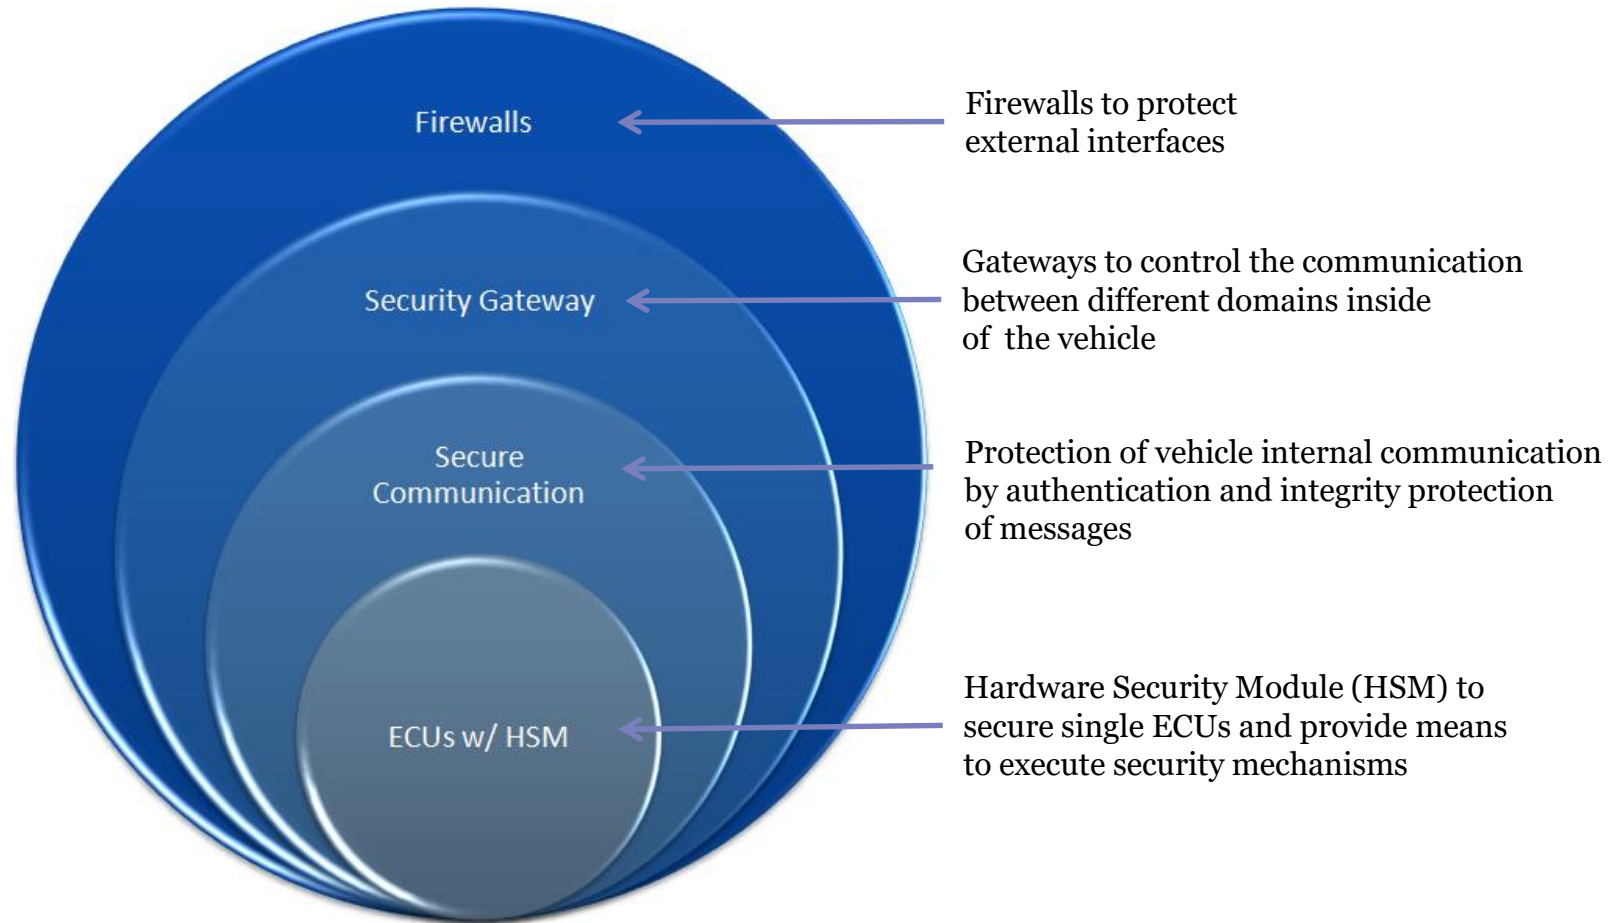 Firewalls
Firewalls to protect
external interfaces
Security Gateway
Gateways to control the communication
between different domains inside
of  the vehicle
Secure
Communication
Protection of vehicle internal communication
by authentication and integrity protection
of messages
ECUs w/ HSM
Hardware Security Module (HSM) to
secure single ECUs and provide means
to execute security mechanisms